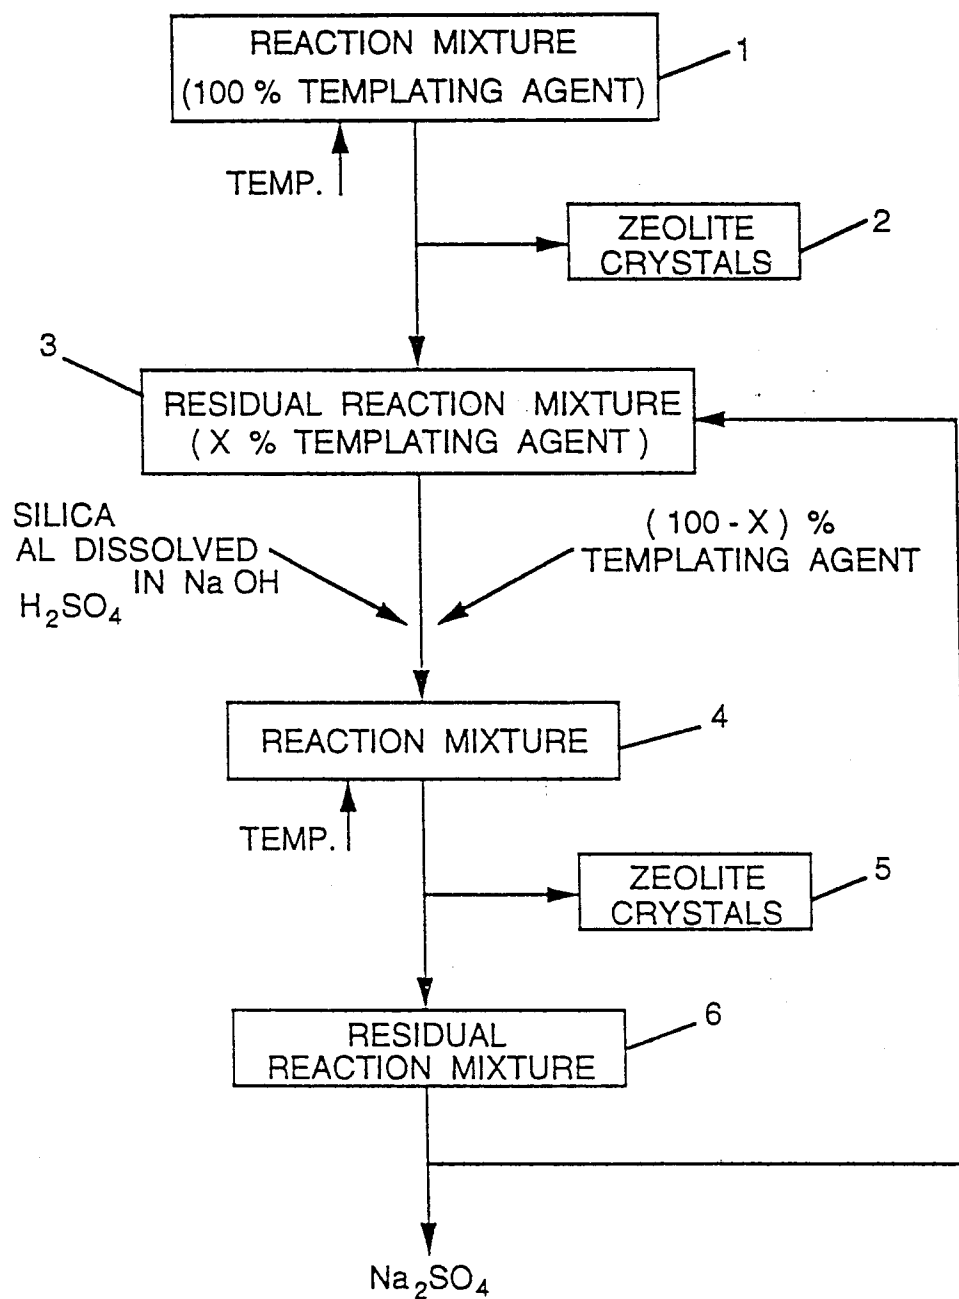 REACTION MIXTURE
(100 % TEMPLATING AGENT)
1
TEMP.
ZEOLITE
CRYSTALS
2
3
RESIDUAL REACTION MIXTURE
( X % TEMPLATING AGENT )
SILICA
AL DISSOLVED
IN Na OH
H₂SO₄
( 100 - X ) %
TEMPLATING AGENT
4
REACTION MIXTURE
TEMP.
ZEOLITE
CRYSTALS
5
6
RESIDUAL
REACTION MIXTURE
Na₂SO₄